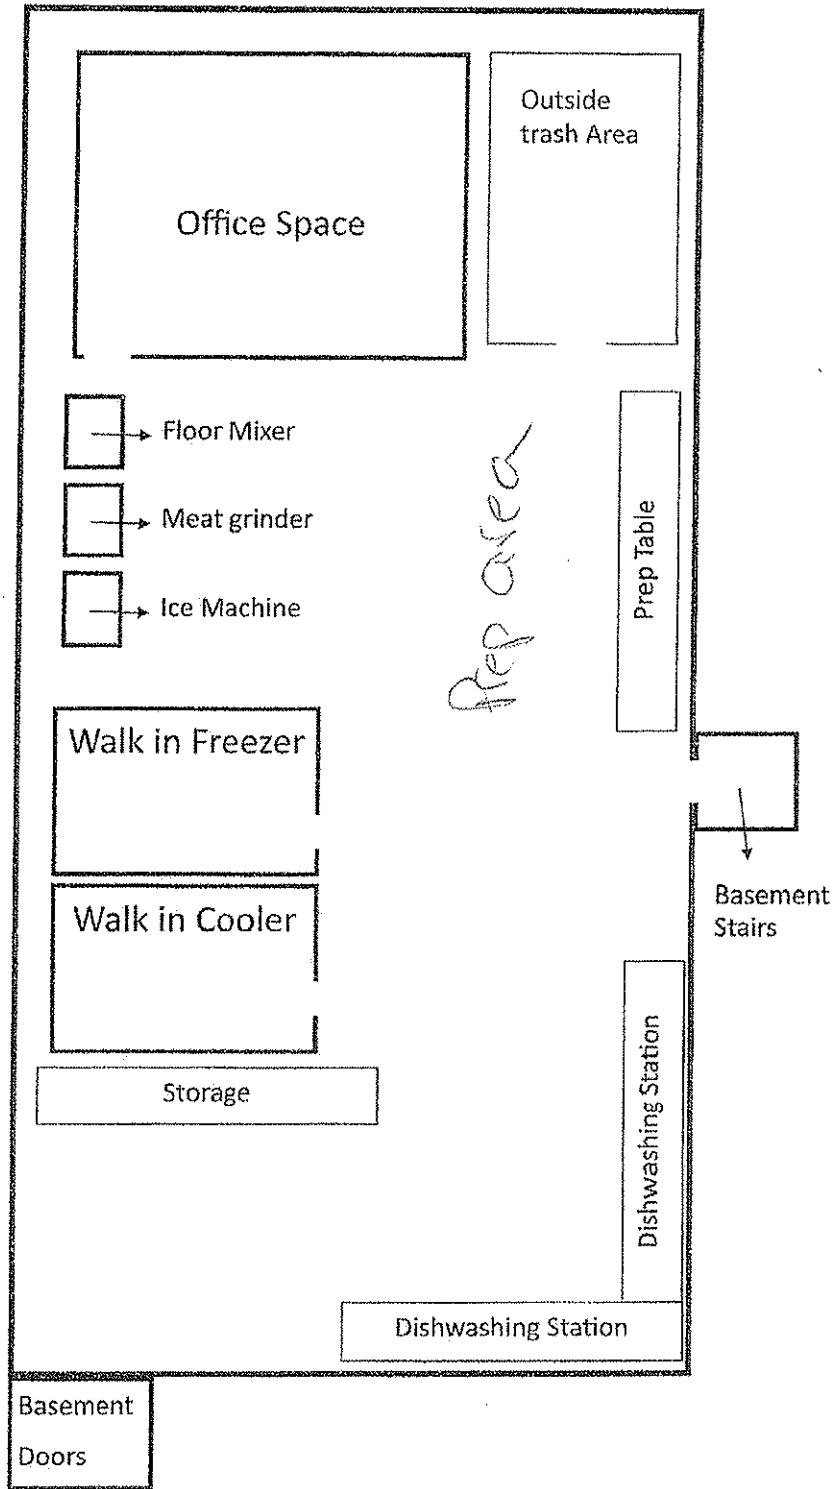 Outside
trash Area
Office Space
Floor Mixer
Meat grinder
Ice Machine
Prep area
Prep Table
Walk in Freezer
Walk in Cooler
Basement
Stairs
Storage
Dishwashing Station
Dishwashing Station
Basement
Doors